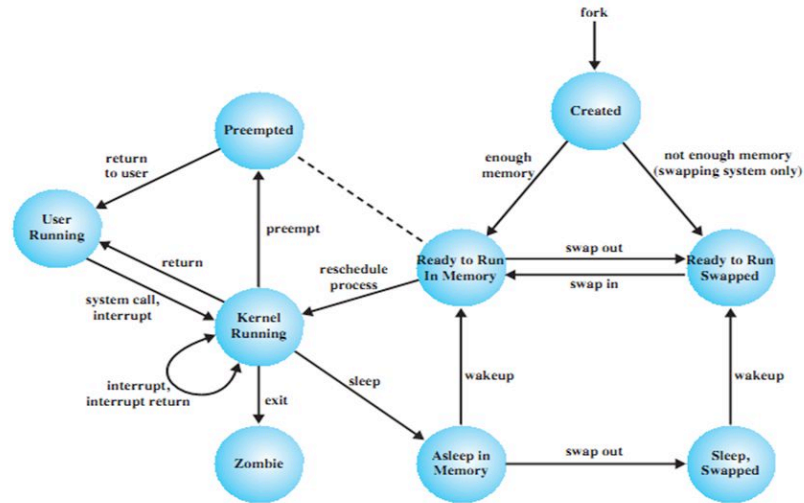 fork
Created
Preempted
return
to user
enough
memory
not enough memory
(swapping system only)
User
Running
preempt
return
reschedule
process
Ready to Run
In Memory
swap out
swap in
Ready to Run
Swapped
system call,
interrupt
Kernel
Running
interrupt,
interrupt return
sleep
exit
wakeup
wakeup
Zombie
Asleep in
Memory
swap out
Sleep,
Swapped